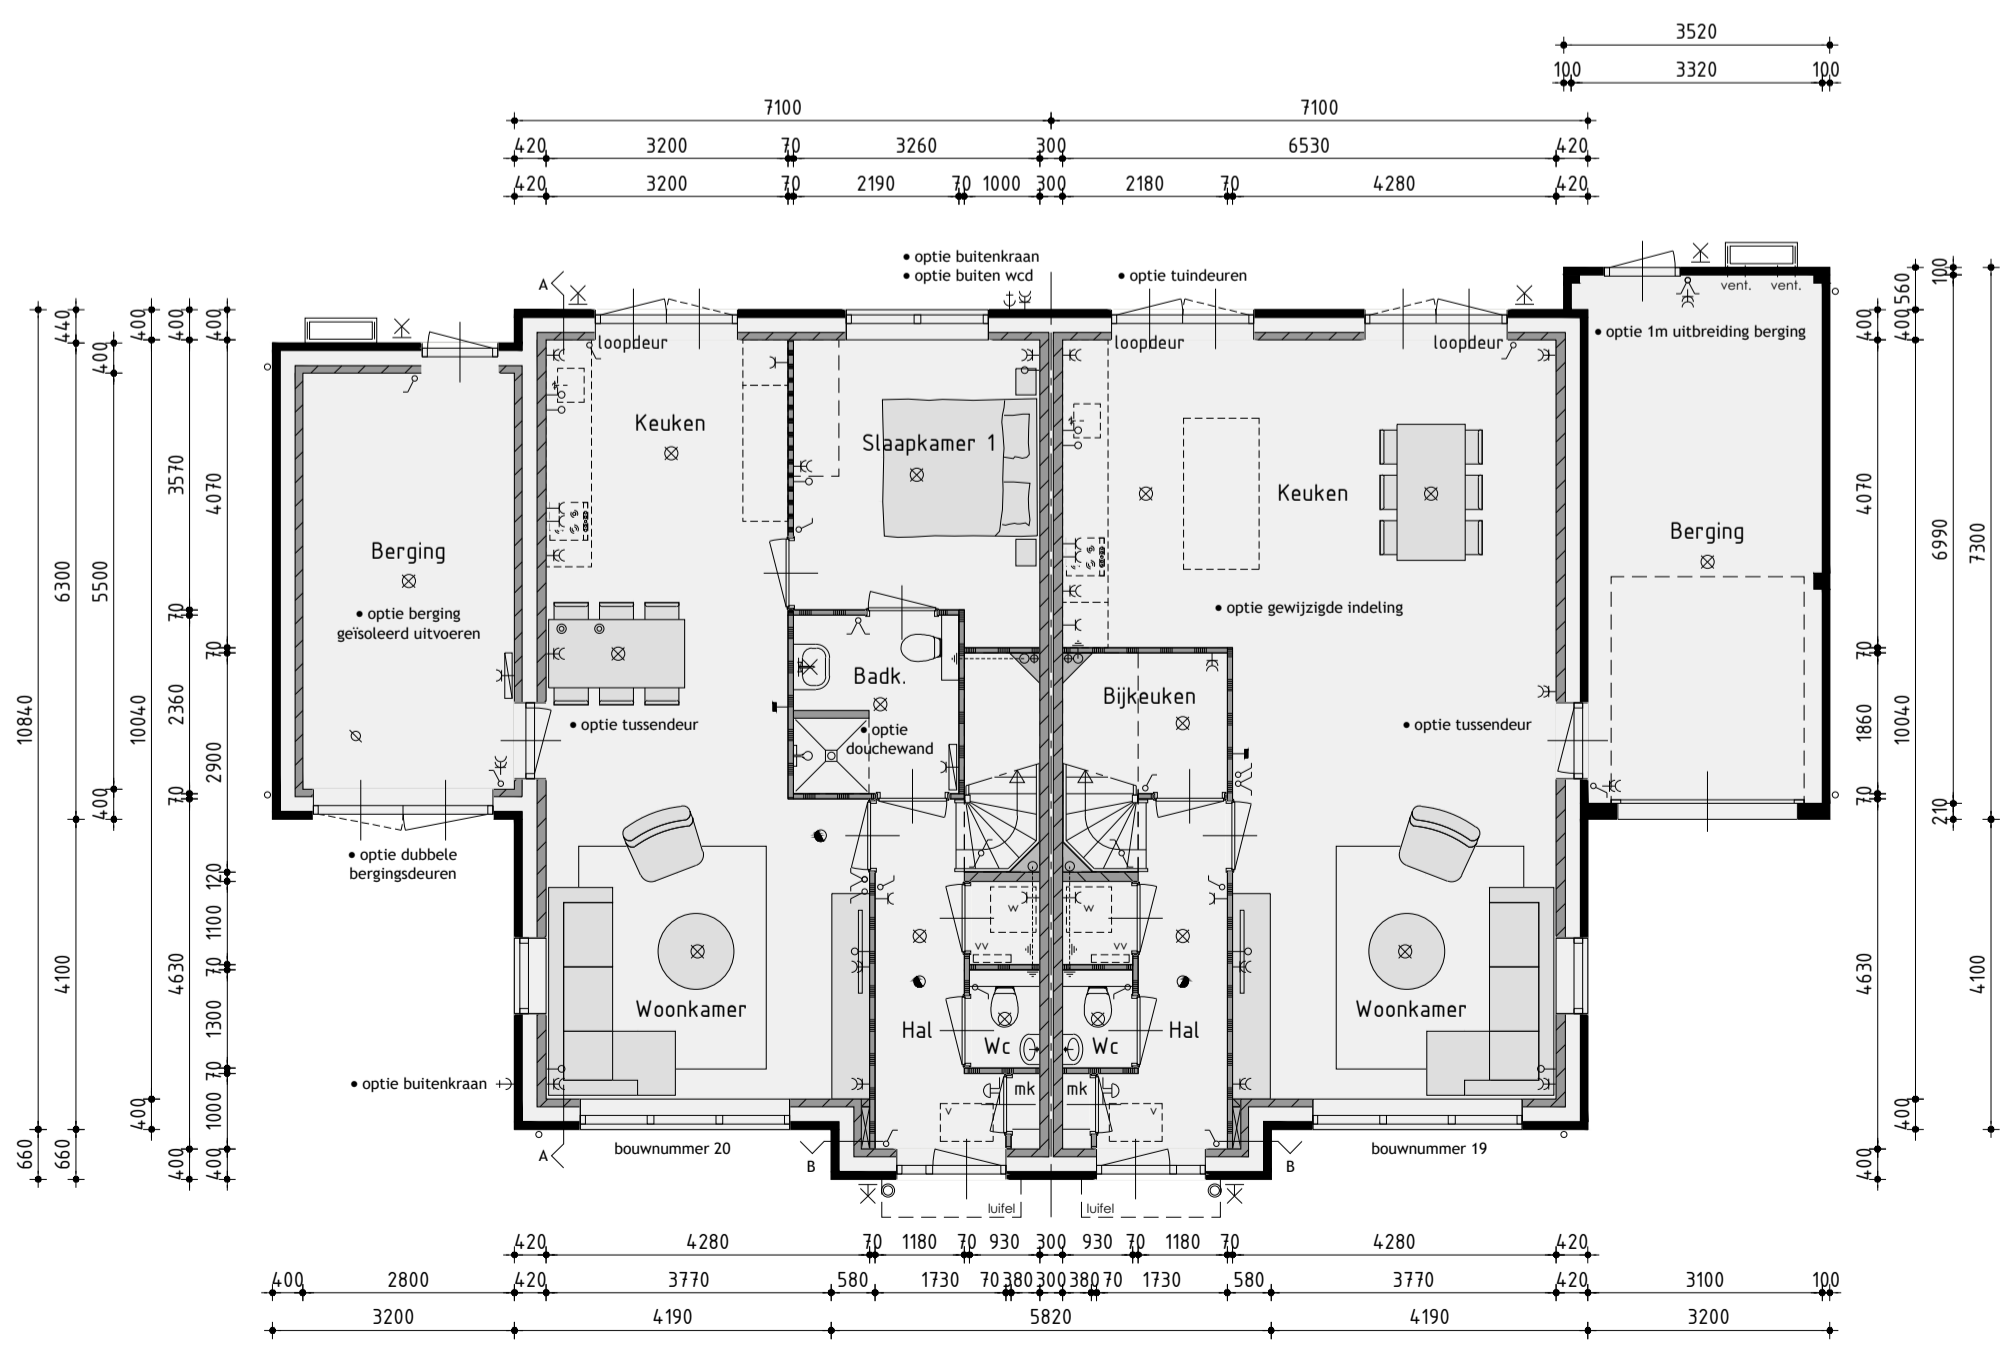 3520
100 3320 100
7100 7100
420 3200 70 3260 300 6530 420
420 3200 70 2190 70 1000 300 2180 70 4280 420
• optie buitenkraan
• optie buiten wcd
• optie tuindeuren
A
vent. vent.
• optie 1m uitbreiding berging
loopdeur
loopdeur
loopdeur
Keuken
Slaapkamer 1
Keuken
Berging
Berging
• optie berging
geïsoleerd uitvoeren
• optie gewijzigde indeling
Badk.
Bijkeuken
• optie tussendeur
• optie
douchewand
• optie tussendeur
• optie dubbele
bergingsdeuren
w
w
vv
vv
Woonkamer
Hal
Wc
Wc
Hal
Woonkamer
• optie buitenkraan
mk
mk
v
v
A
bouwnummer 20
B
B
bouwnummer 19
luifel
luifel
10840
660
440
6300
4100
660
400
5500
400
400
10040
400
400
3570
70
2360
70
4630
400
400
4070
70
2900
120
1100
70
1300
70
1000
400
400
4070
70
1860
70
4630
400
560
400
10040
400
100
6990
210
7300
4100
420 4280 70 1180 70 930 300 930 70 1180 70 4280 420
400 2800 420 3770 580 1730 70 380 300 380 70 1730 580 3770 420 3100 100
3200 4190 5820 4190 3200